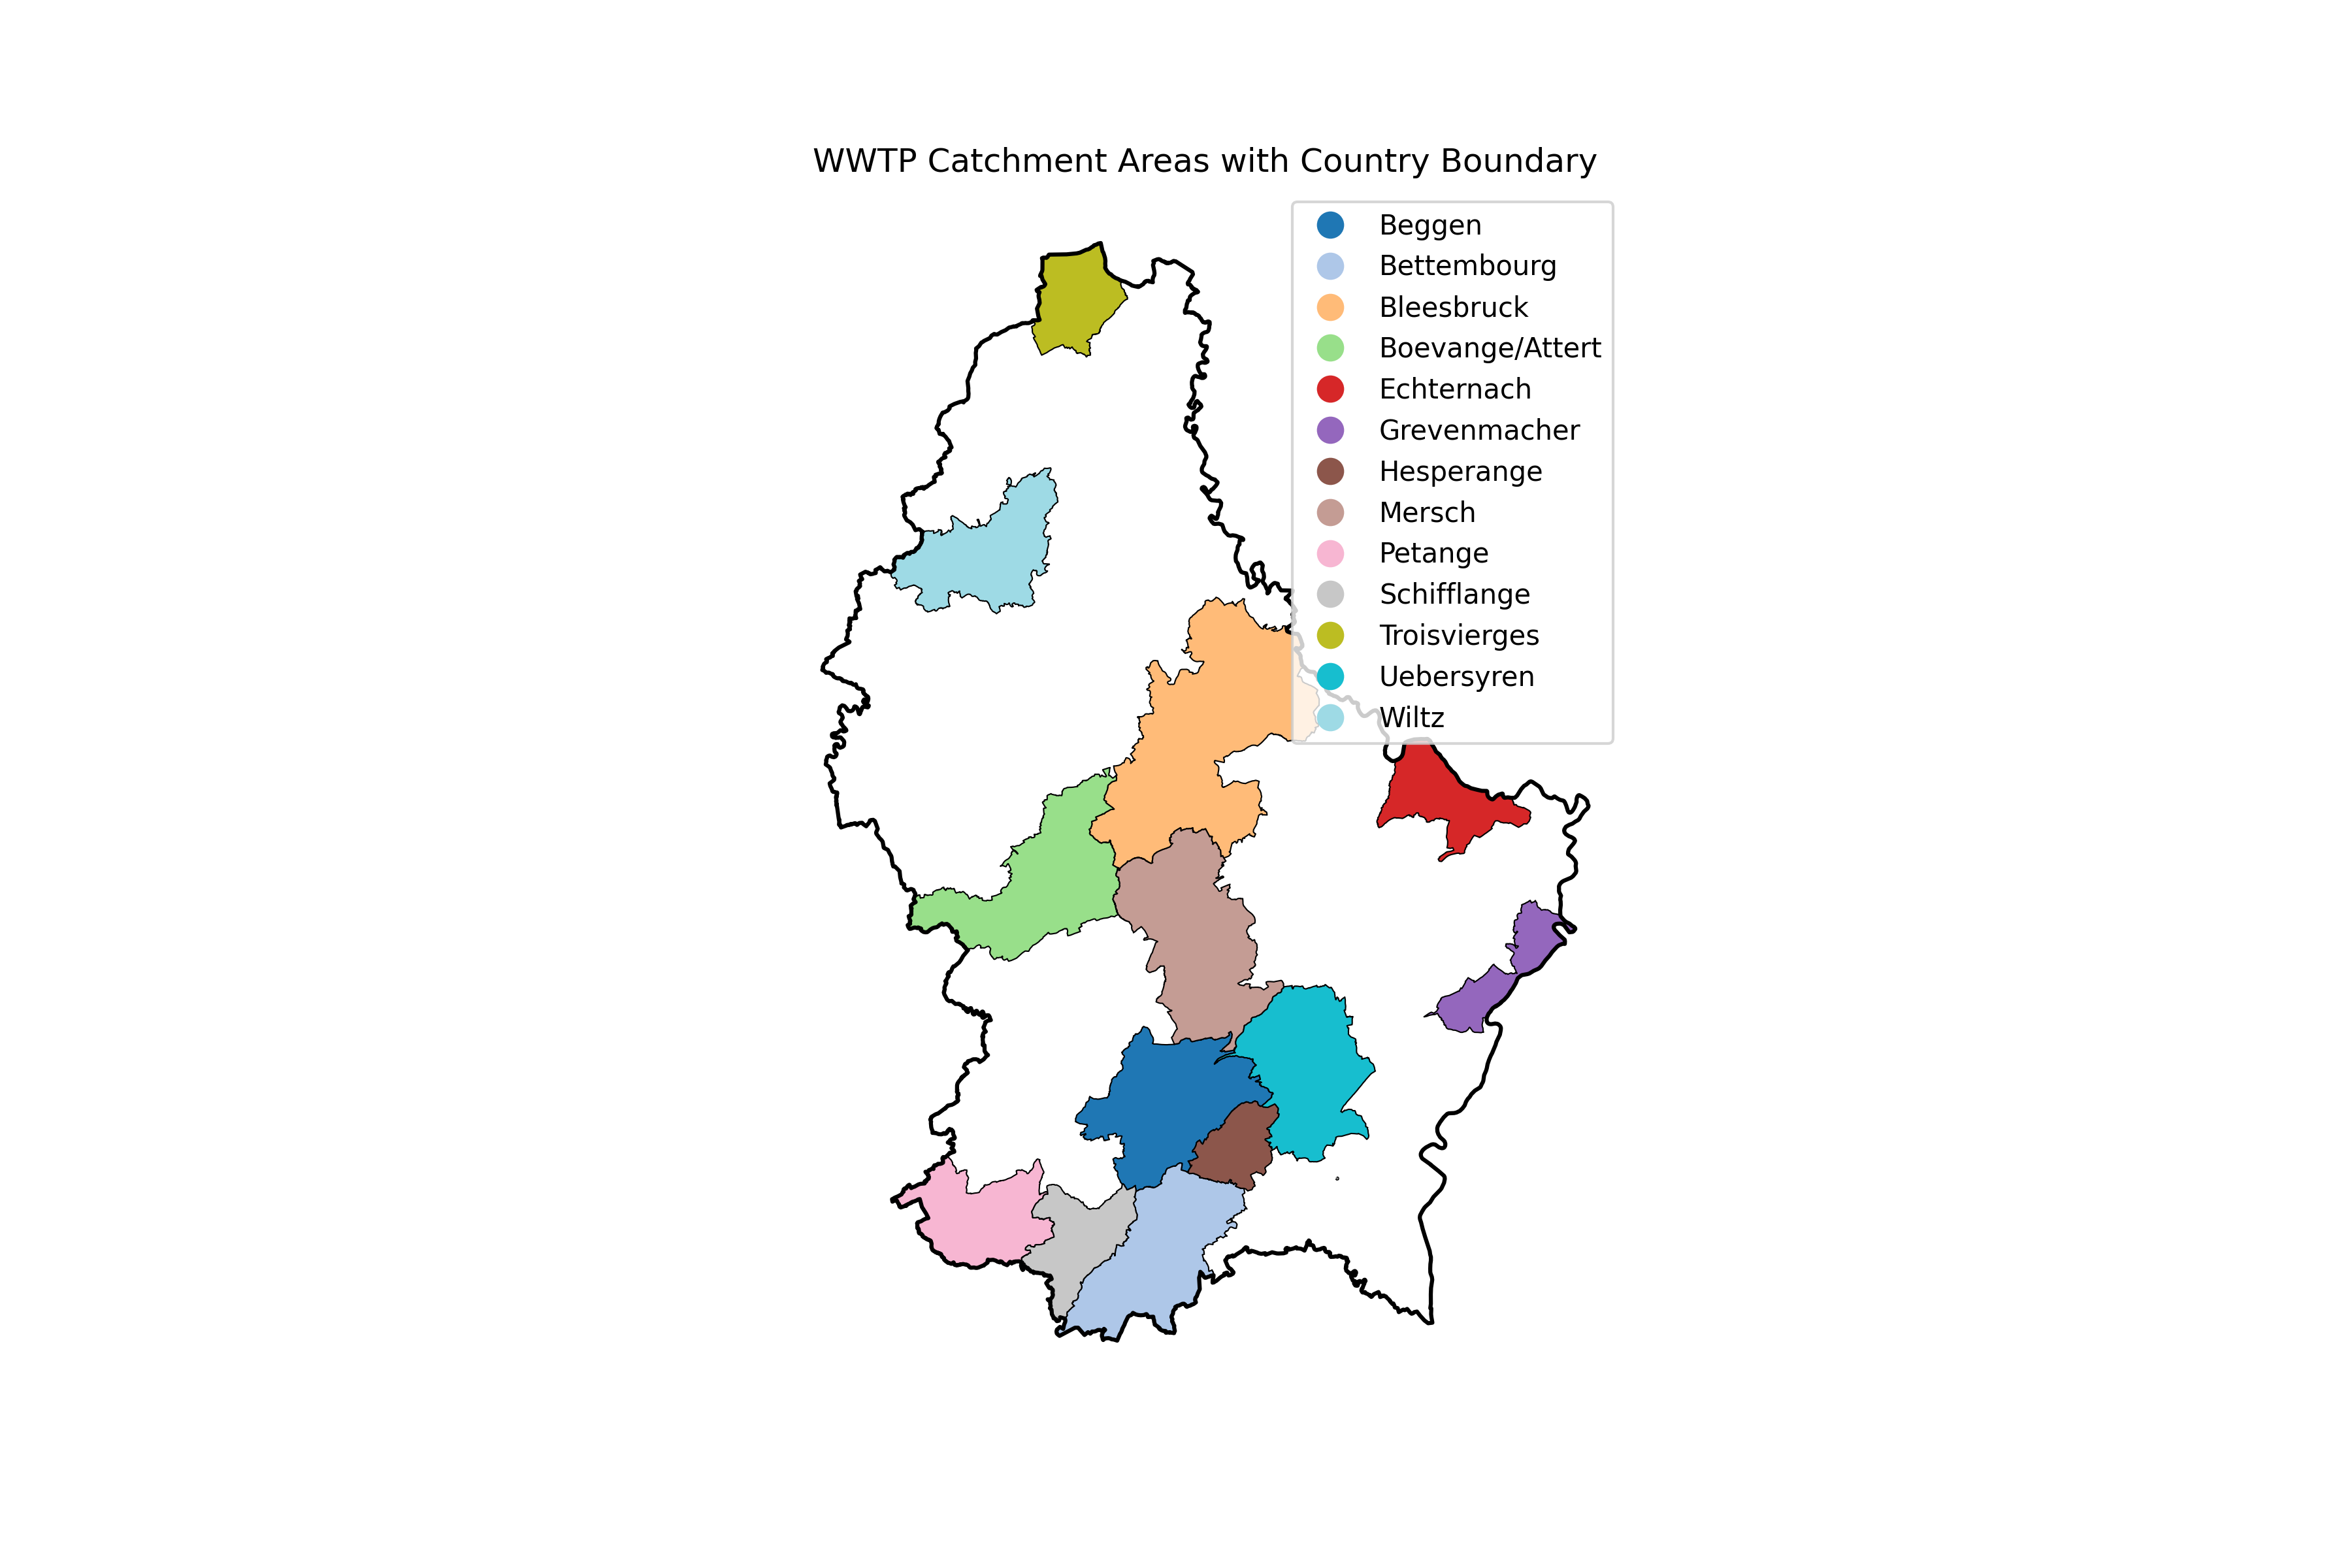 WWTP Catchment Areas with Country Boundary
Beggen
Bettembourg
Bleesbruck
Boevange/Attert
Echternach
Grevenmacher
Hesperange
Mersch
Petange
Schifflange
Troisvierges
Uebersyren
Wiltz